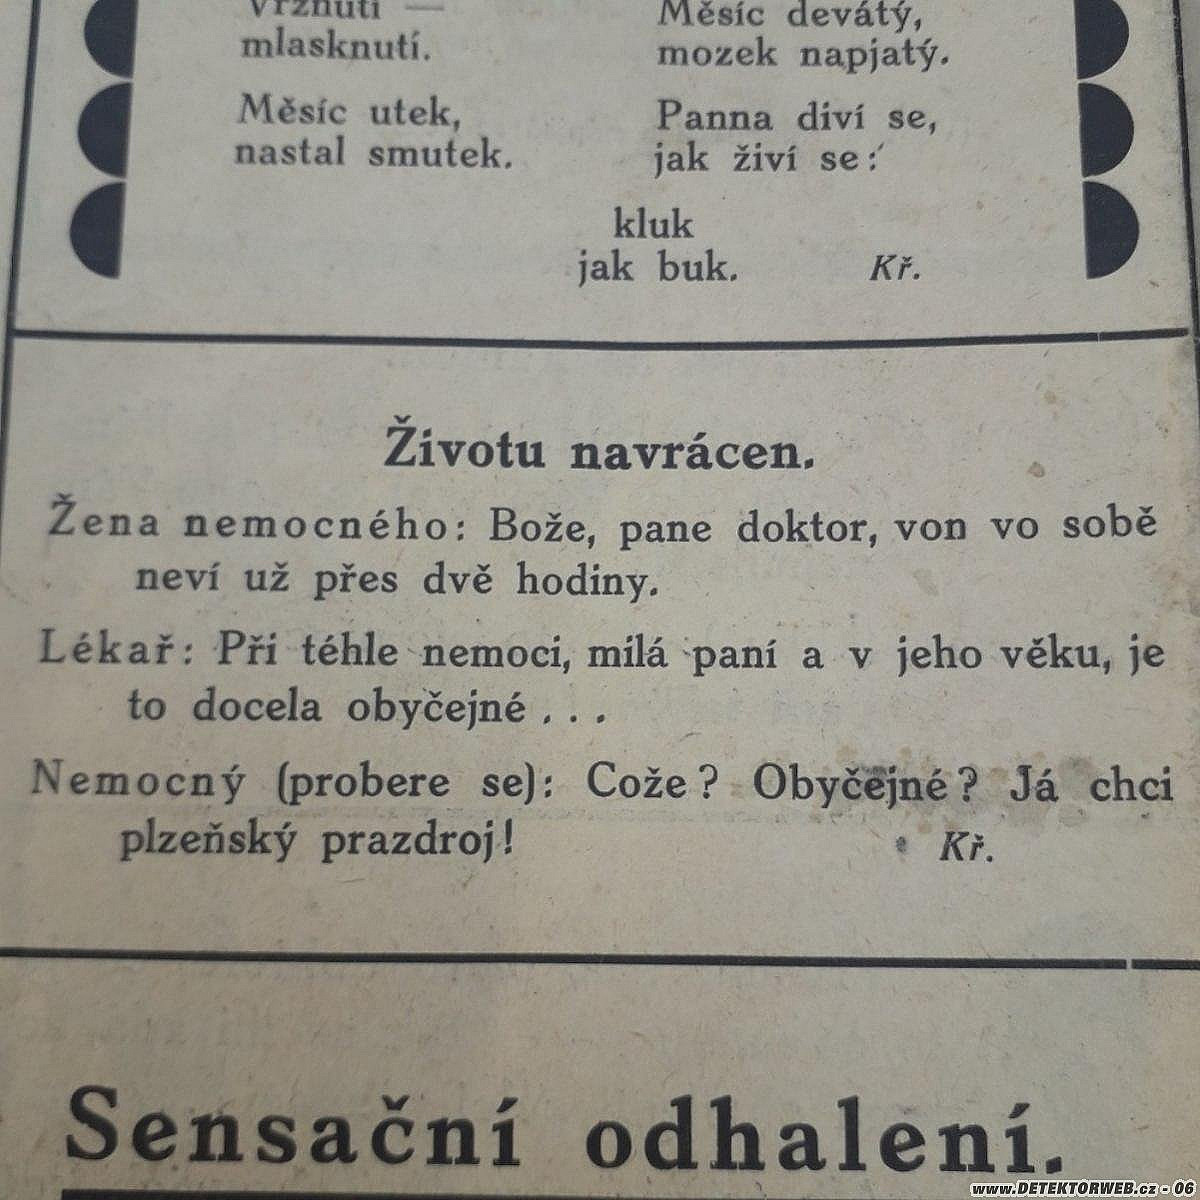 Vrznutí —
mlasknutí.
Měsíc utek,
nastal smutek.
Měsíc devátý,
mozek napjatý.
Panna diví se,
jak živí se:
kluk
jak buk.
Kř.
Životu navrácen.
Žena nemocného: Bože, pane doktor, von vo sobě
neví už přes dvě hodiny.
Lékař: Při téhle nemoci, milá paní a v jeho věku, je
to docela obyčejné . . .
Nemocný (probere se): Cože? Obyčejné? Já chci
plzeňský prazdroj!
Kř.
Sensační odhalení.
www.DETEKTORWEB.cz - 06